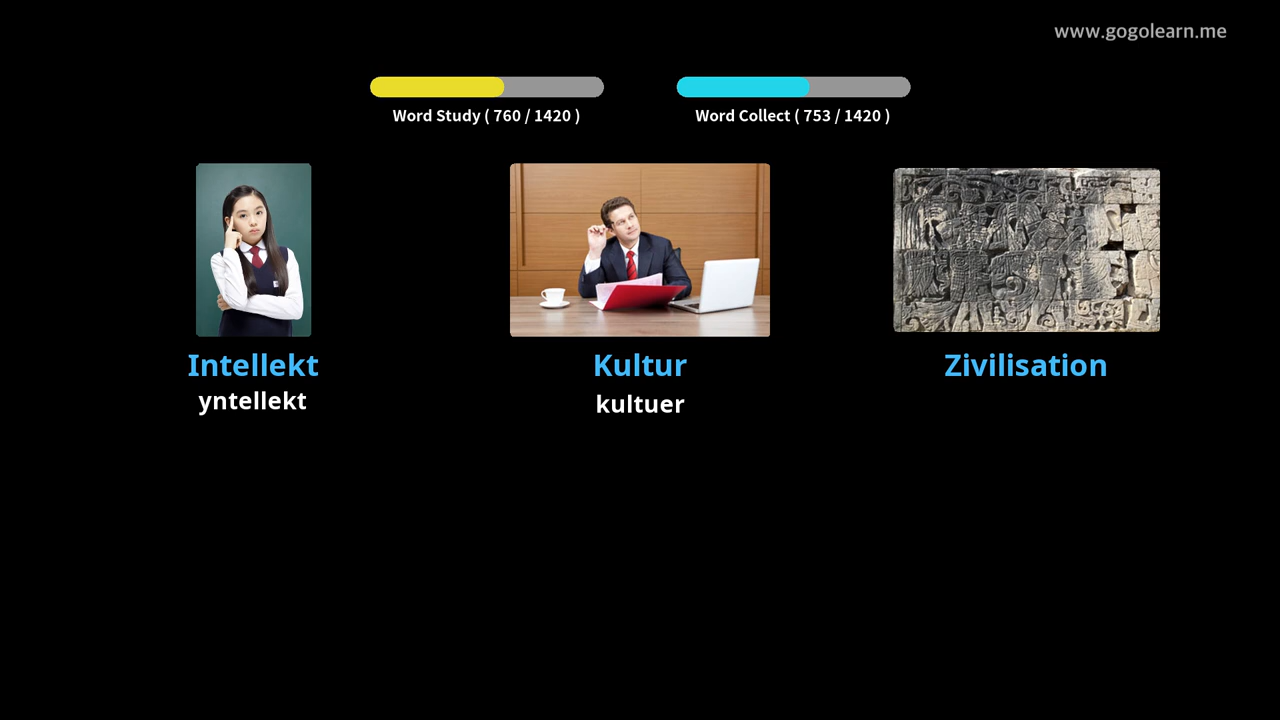 www.gogolearn.me
Word Study ( 760 / 1420 )
Word Collect ( 753 / 1420 )
Intellekt
yntellekt
Kultur
kultuer
Zivilisation